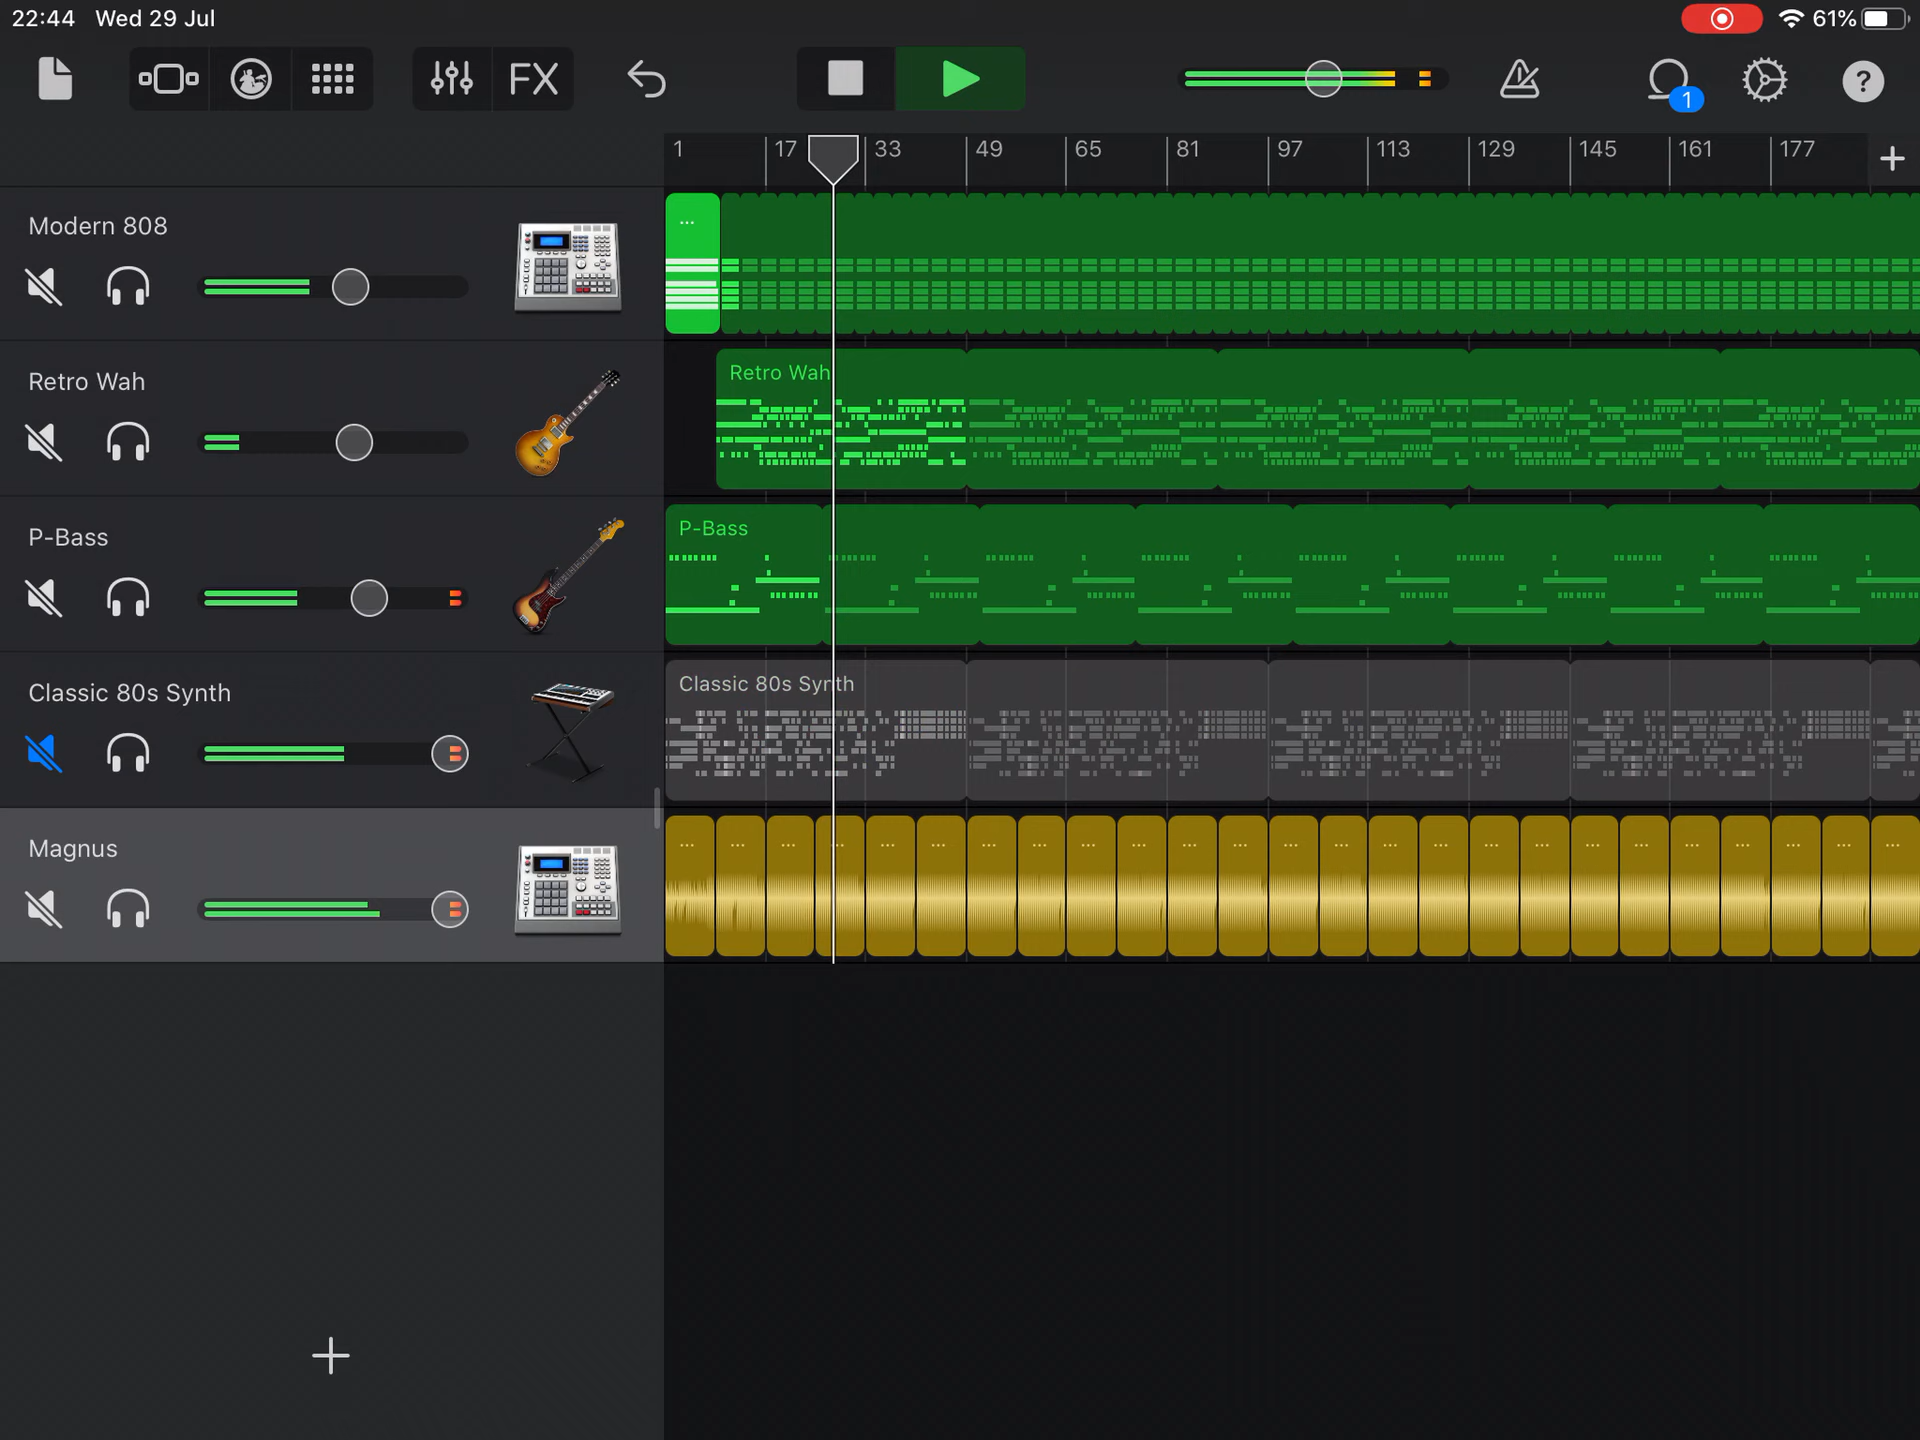 22:44 Wed 29 Jul 61%
FX
1
?
1 17 33 49 65 81 97 113 129 145 161 177
Modern 808
Retro Wah
Retro Wah
P-Bass
P-Bass
Classic 80s Synth
Classic 80s Synth
Magnus